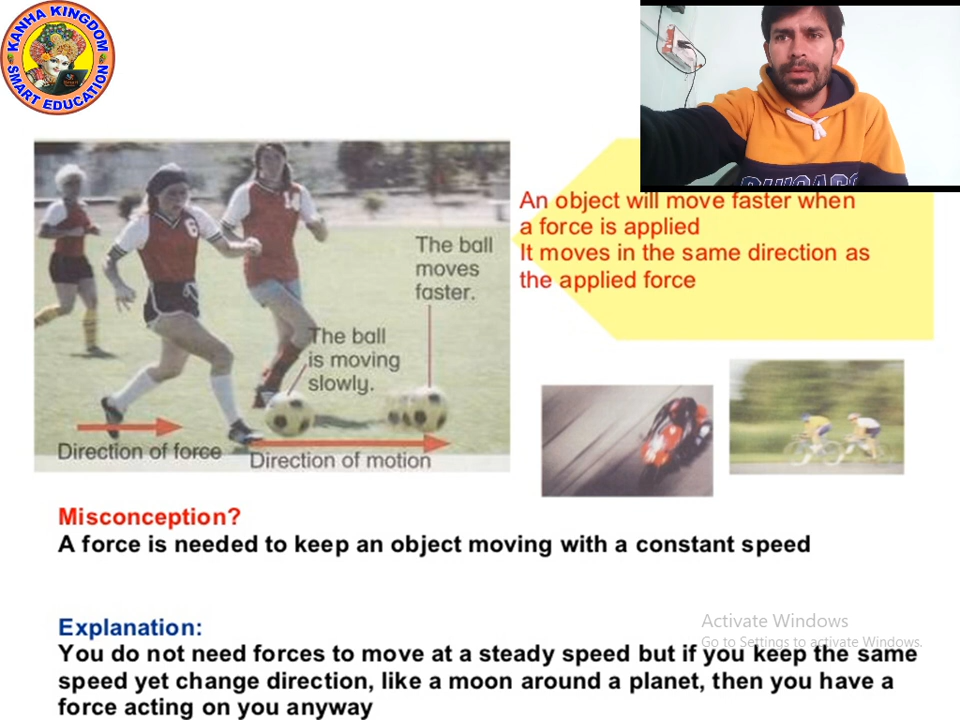 KANHA KINGDOM
SMART EDUCATION
An object will move faster when
a force is applied
It moves in the same direction as
the applied force
6
14
The ball
moves
faster.
The ball
is moving
slowly.
Direction of force
Direction of motion
Misconception?
A force is needed to keep an object moving with a constant speed
Explanation:
You do not need forces to move at a steady speed but if you keep the same
speed yet change direction, like a moon around a planet, then you have a
force acting on you anyway
Activate Windows
Go to Settings to activate Windows.